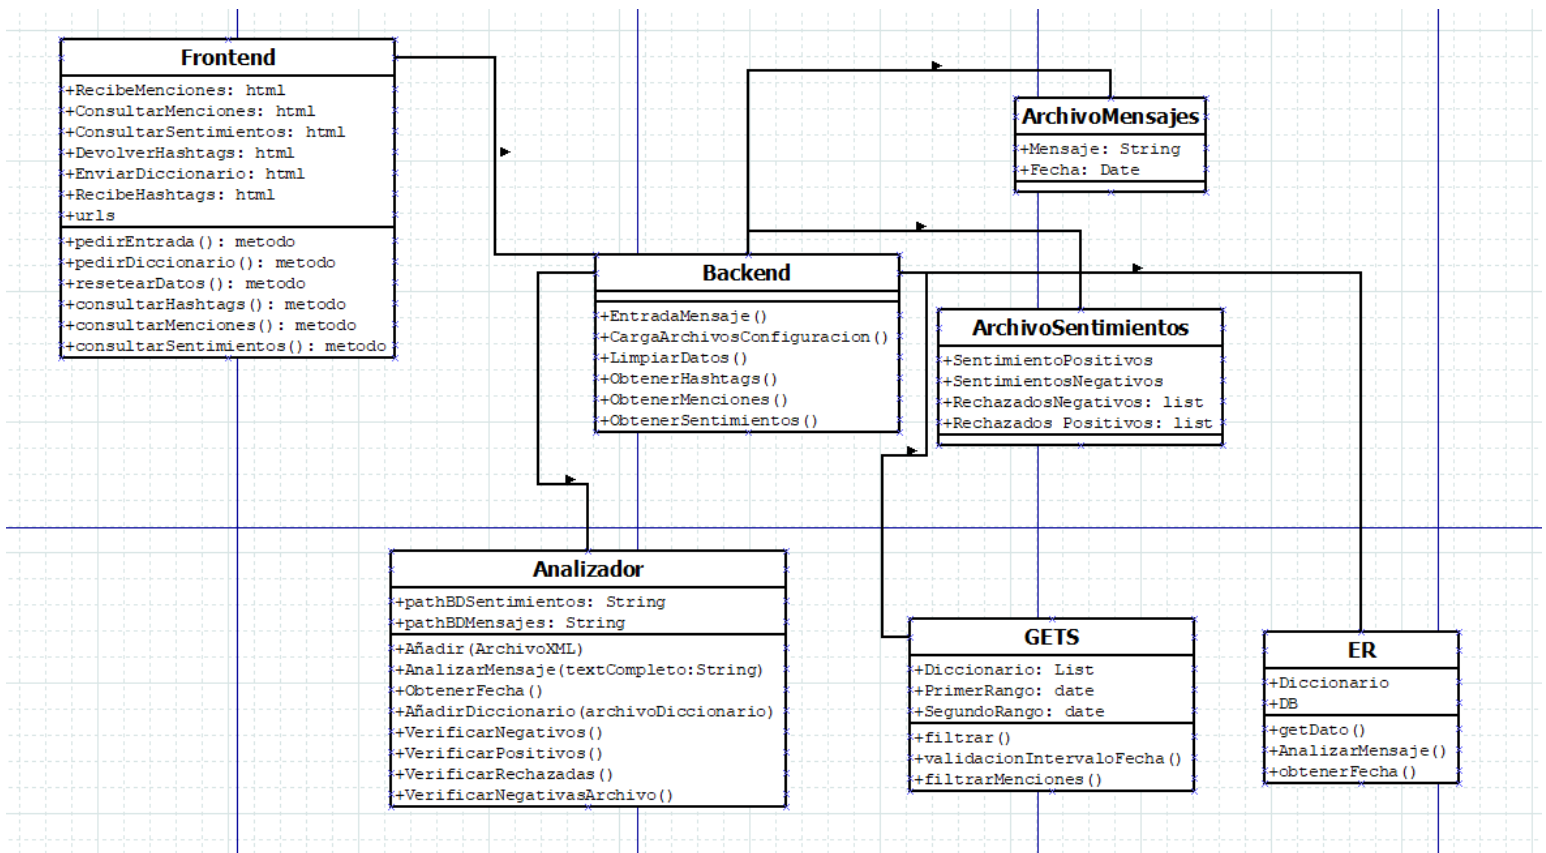 Frontend
+RecibeMenciones: html
+ConsultarMenciones: html
+ConsultarSentimientos: html
+DevolverHashtags: html
+EnviarDiccionario: html
+RecibeHashtags: html
+urls
+pedirEntrada(): metodo
+pedirDiccionario(): metodo
+resetearDatos(): metodo
+consultarHashtags(): metodo
+consultarMenciones(): metodo
+consultarSentimientos(): metodo
ArchivoMensajes
+Mensaje: String
+Fecha: Date
Backend
+EntradaMensaje()
+CargaArchivosConfiguracion()
+LimpiarDatos()
+ObtenerHashtags()
+ObtenerMenciones()
+ObtenerSentimientos()
ArchivoSentimientos
+SentimientoPositivos
+SentimientosNegativos
+RechazadosNegativos: list
+Rechazados Positivos: list
Analizador
+pathBDSentimientos: String
+pathBDMensajes: String
+Añadir(ArchivoXML)
+AnalizarMensaje(textCompleto:String)
+ObtenerFecha()
+AñadirDiccionario(archivoDiccionario)
+VerificarNegativos()
+VerificarPositivos()
+VerificarRechazadas()
+VerificarNegativasArchivo()
GETS
+Diccionario: List
+PrimerRango: date
+SegundoRango: date
+filtrar()
+validacionIntervaloFecha()
+filtrarMenciones()
ER
+Diccionario
+DB
+getDato()
+AnalizarMensaje()
+obtenerFecha()